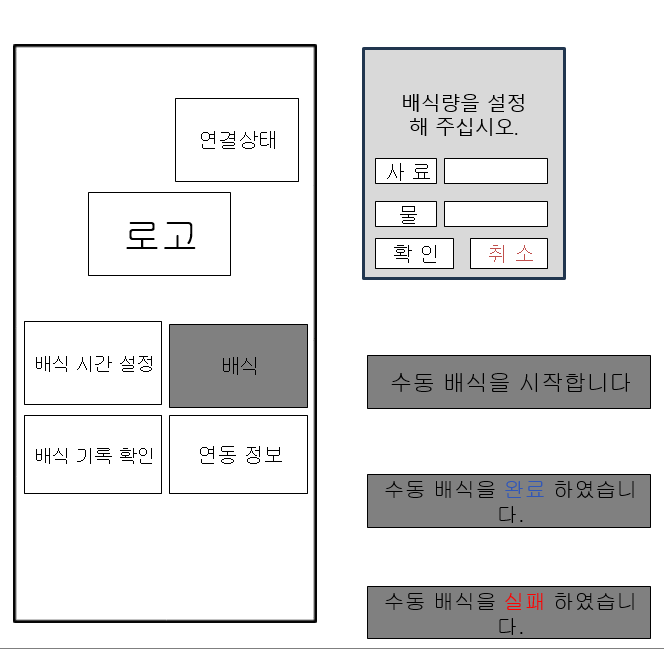 연결상태
로고
배식 시간 설정
배식
배식 기록 확인
연동 정보
배식량을 설정
해 주십시오.
사 료
물
확 인
취 소
수동 배식을 시작합니다
수동 배식을 완료 하였습니
다.
수동 배식을 실패 하였습니
다.